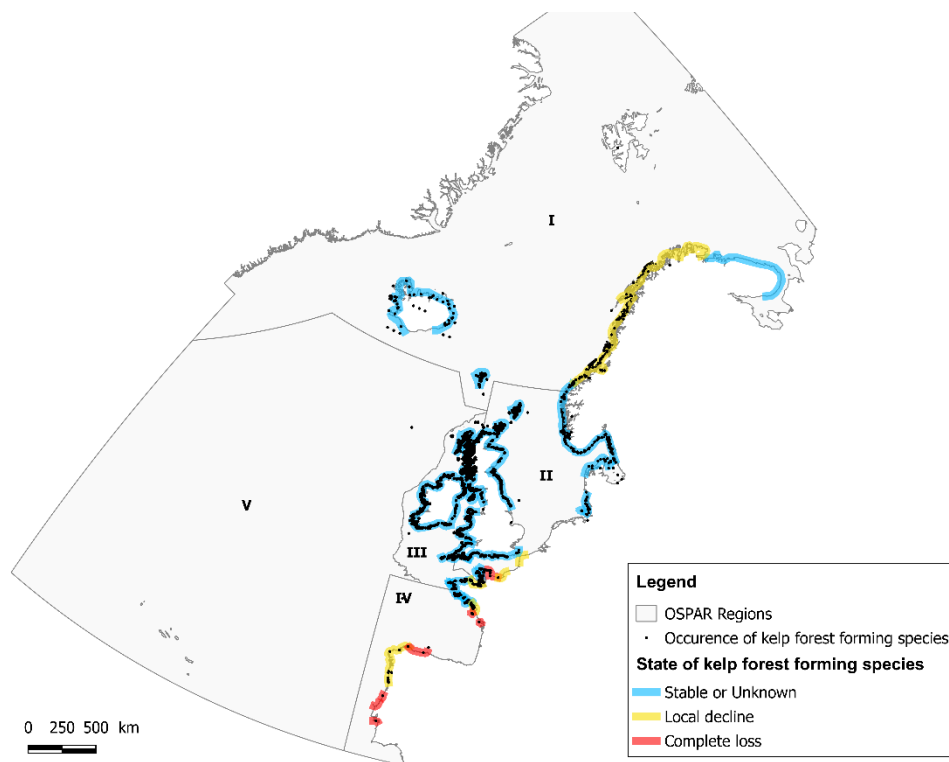 I
II
V
III
IV
Legend
OSPAR Regions
Occurence of kelp forest forming species
State of kelp forest forming species
Stable or Unknown
Local decline
Complete loss
0 250 500 km